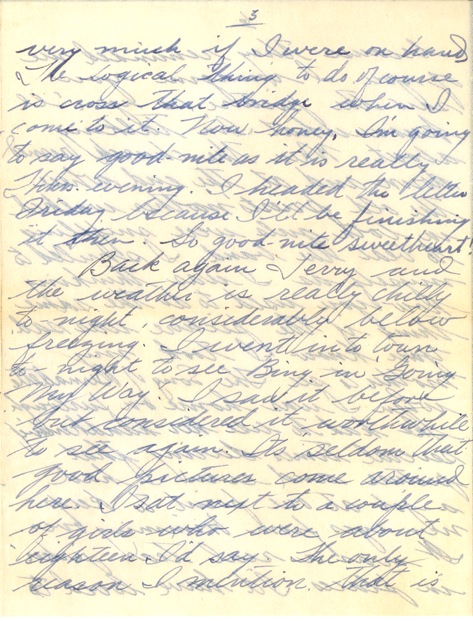 3
very much if I were on hand
The logical thing to do of course
is cross that bridge when I
come to it. Now honey, I'm going
to say good-nite as it is really
Thur. evening. I headed the letter
Friday because I'll be finishing
it then. So good-nite sweetheart!
Back again Jerry and
the weather is really chilly
to night, considerably below
freezing. I went into town
to-night to see Bing in "Going
My Way". I saw it before
but considered it worthwhile
to see again. Its seldom that
good pictures come around
here. I sat next to a couple
of girls who were about
eighteen I'd say. The only
reason I mention that is